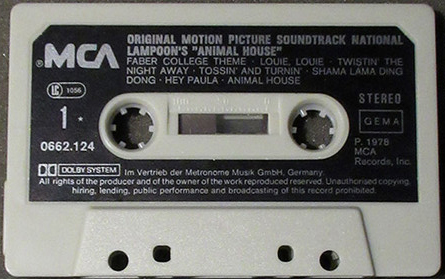 ®MCA
ORIGINAL MOTION PICTURE SOUNDTRACK NATIONAL
LAMPOON'S "ANIMAL HOUSE"
FABER COLLEGE THEME · LOUIE, LOUIE · TWISTIN' THE
NIGHT AWAY · TOSSIN' AND TURNIN' · SHAMA LAMA DING
DONG · HEY PAULA · ANIMAL HOUSE
LC 1056
1*
0662.124
STEREO
GEMA
P. 1978
MCA
Records, Inc.
DOLBY SYSTEM Im Vertrieb der Metronome Musik GmbH, Germany
All rights of the producer and of the owner of the work reproduced reserved. Unauthorised copying,
hiring, lending, public performance and broadcasting of this record prohibited.